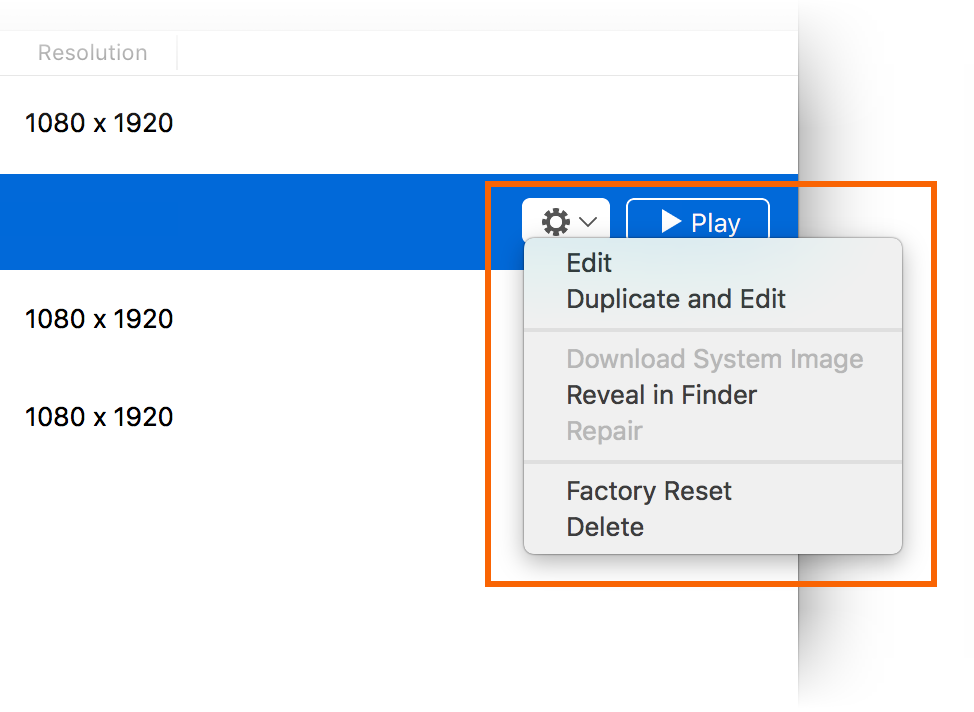 Resolution
1080 x 1920
Play
Edit
Duplicate and Edit
Download System Image
1080 x 1920
Reveal in Finder
1080 x 1920
Repair
Factory Reset
Delete